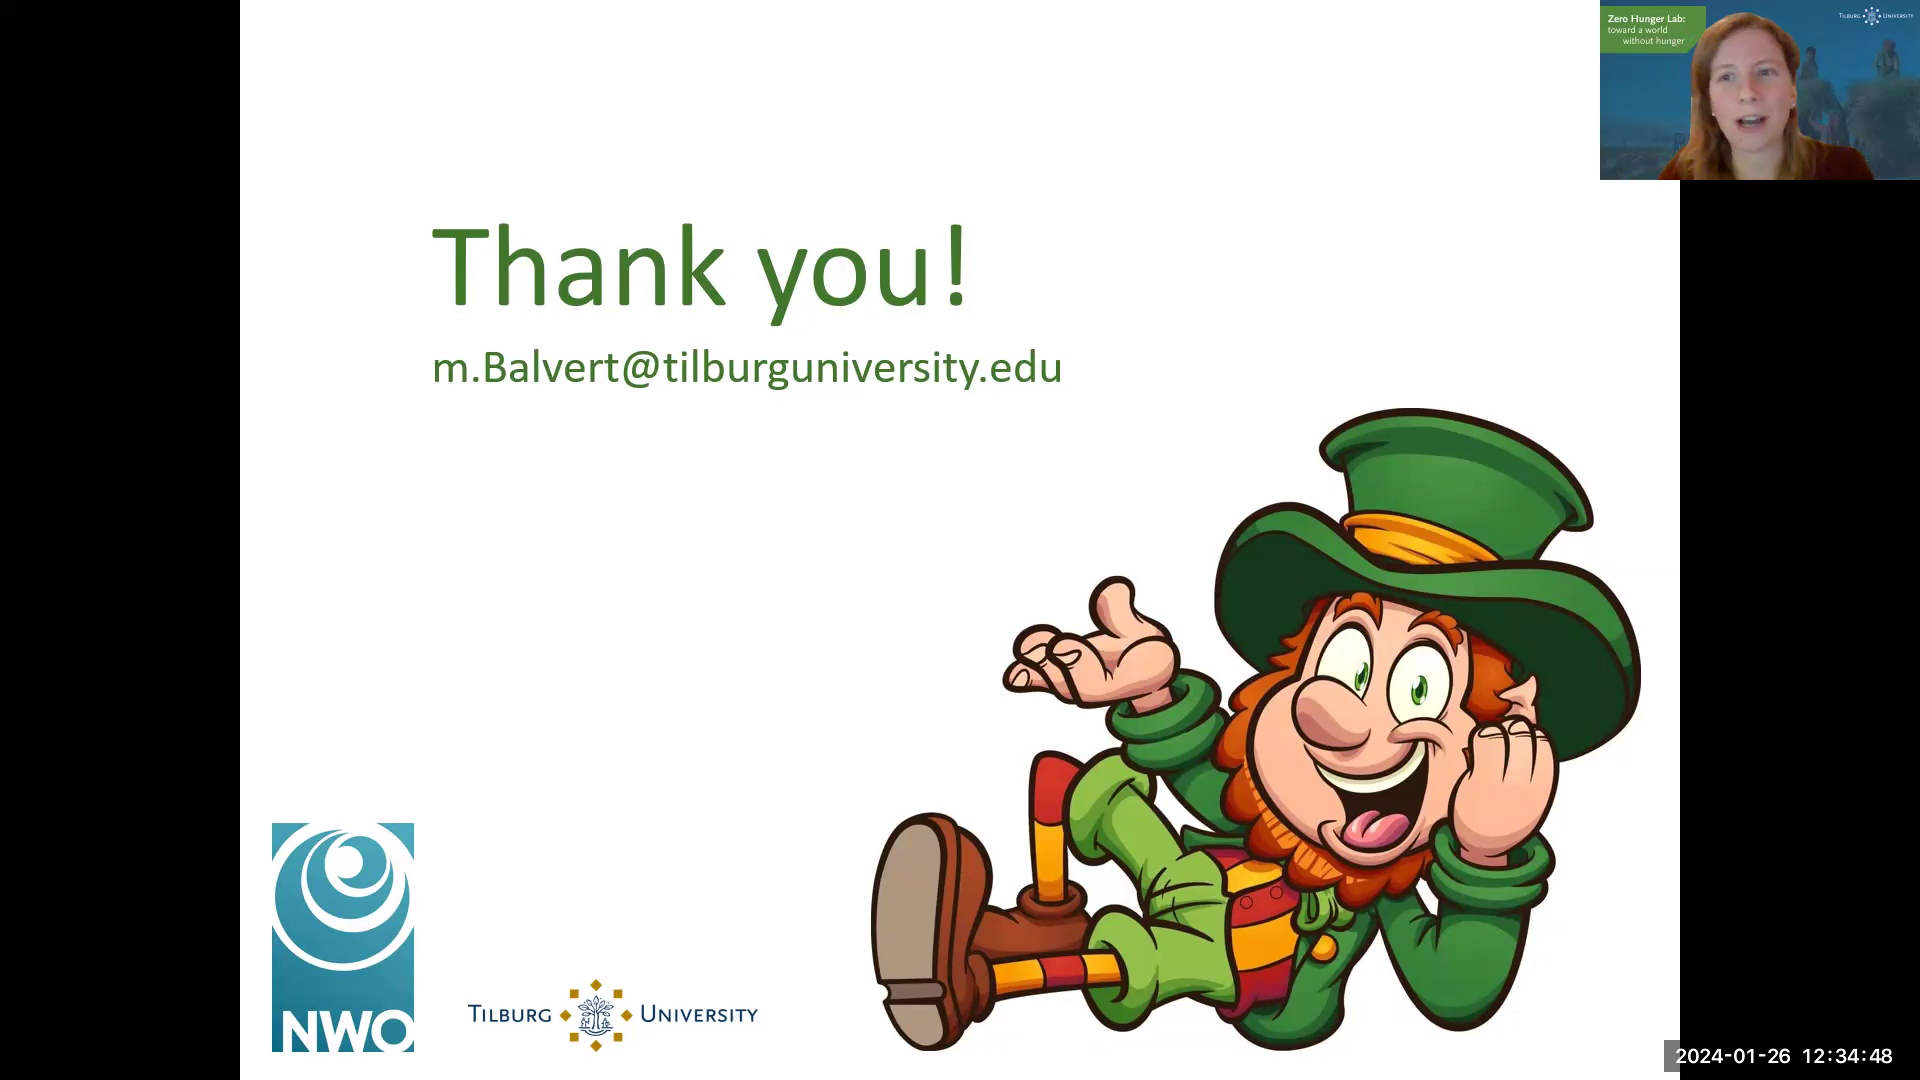 Zero Hunger Lab:
toward a world
without hunger
TILBURG UNIVERSITY
Thank you!
m.Balvert@tilburguniversity.edu
NWO
TILBURG UNIVERSITY
2024-01-26 12:34:48